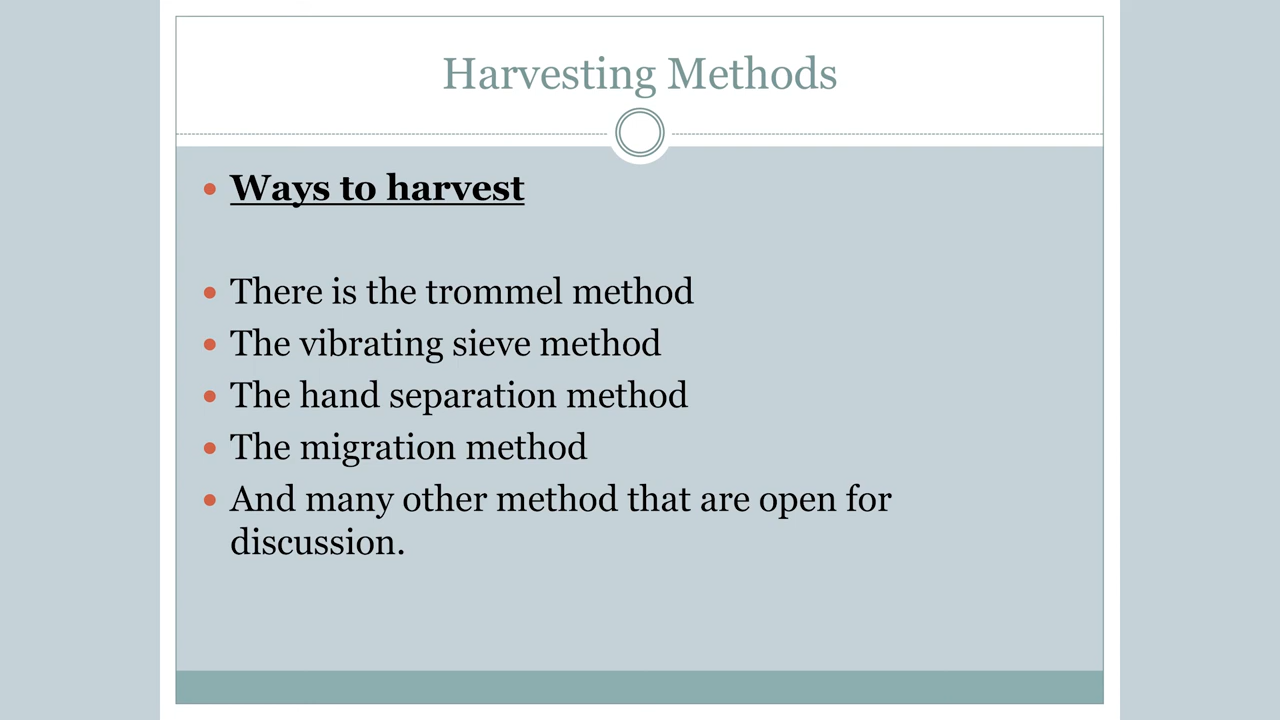 Harvesting Methods
Ways to harvest
There is the trommel method
The vibrating sieve method
The hand separation method
The migration method
And many other method that are open for
discussion.